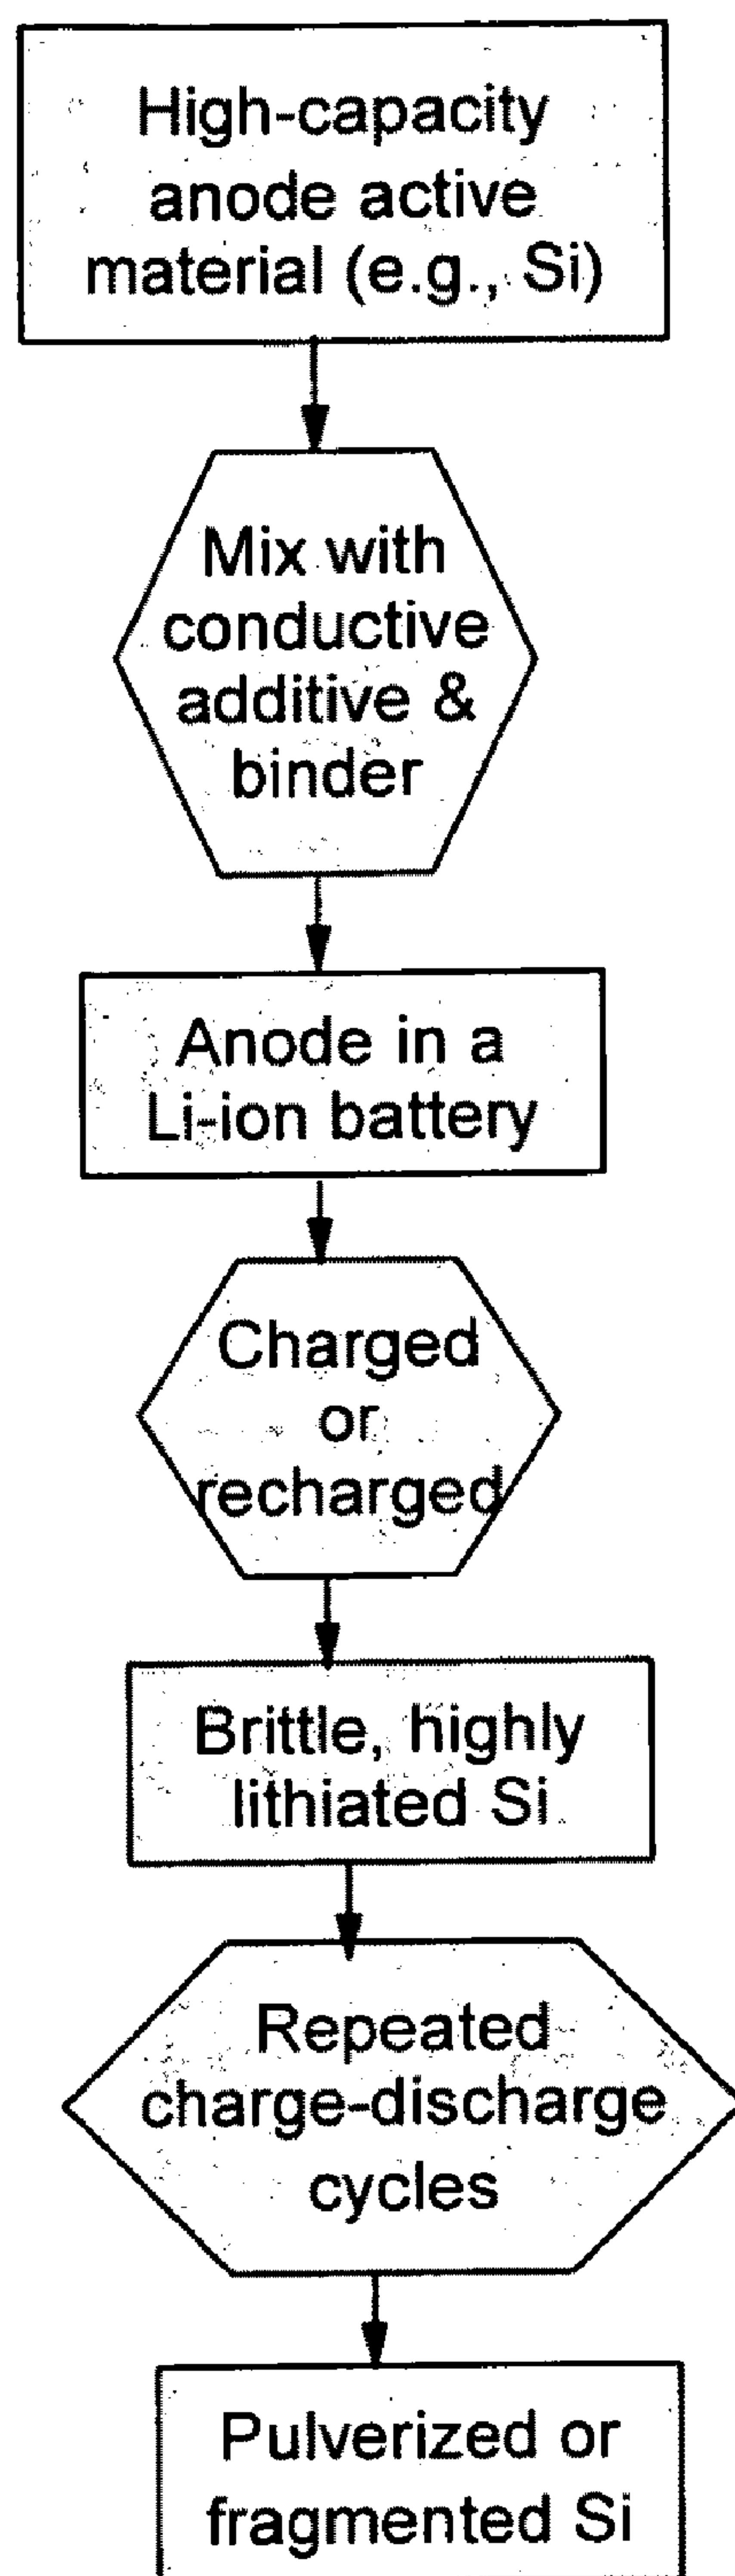 High-capacity
anode active
material (e.g., Si)
Mix with
conductive
additive &
binder
Anode in a
Li-ion battery
Charged
or
recharged
Brittle, highly
lithiated Si
Repeated
charge-discharge
cycles
Pulverized or
fragmented Si